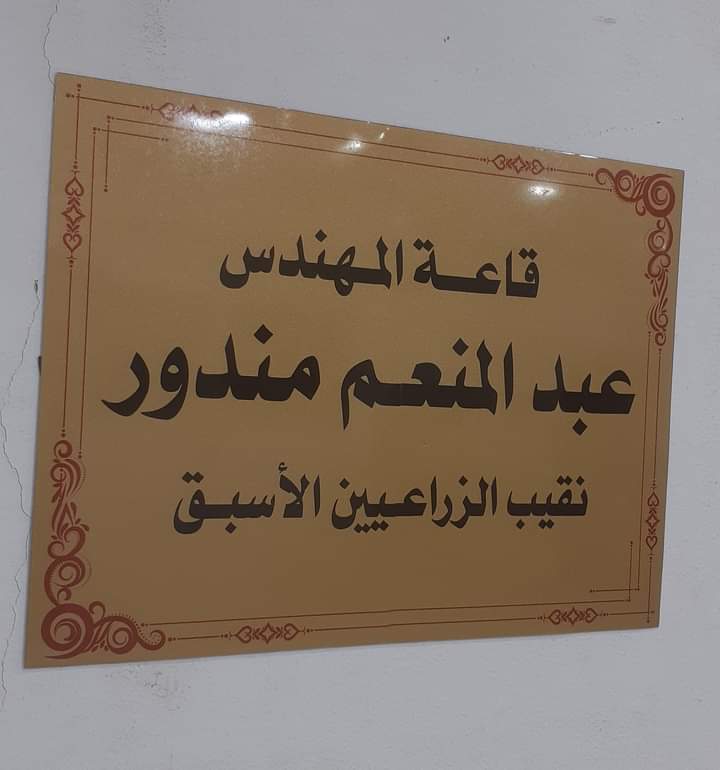 قاعة المهندس
عبد المنعم مندور
نقيب الزراعيين الأسبق